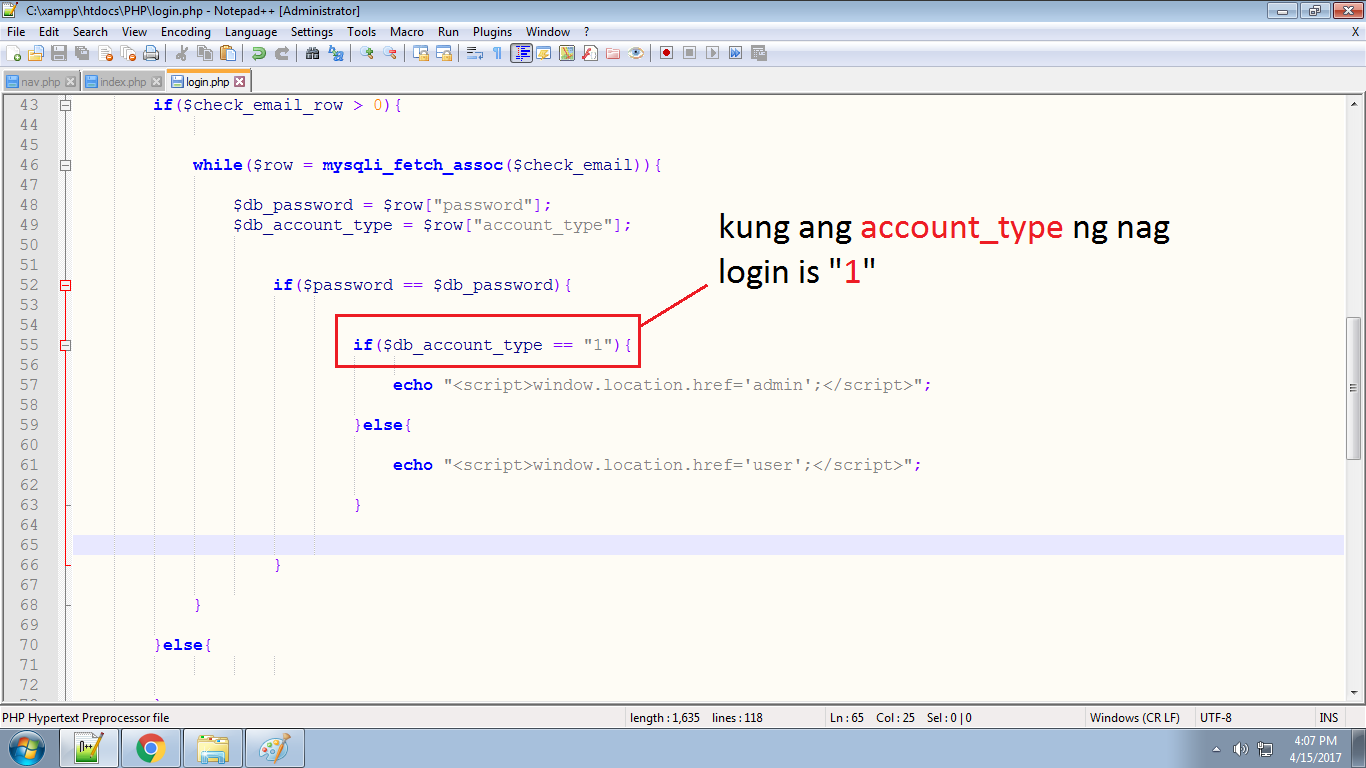 C:\xampp\htdocs\PHP\login.php - Notepad++ [Administrator]
File Edit Search View Encoding Language Settings Tools Macro Run Plugins Window ? X
nav.php index.php login.php
43 if($check_email_row > 0){
44
45
46 while($row = mysqli_fetch_assoc($check_email)){
47
48 $db_password = $row["password"];
49 $db_account_type = $row["account_type"];
50
51
52 if($password == $db_password){
53
54
55 if($db_account_type == "1"){
56
57 echo "<script>window.location.href='admin';</script>";
58
59 }else{
60
61 echo "<script>window.location.href='user';</script>";
62
63 }
64
65
66 }
67
68 }
69
70 }else{
71
72
kung ang account_type ng nag
login is "1"
PHP Hypertext Preprocessor file length : 1,635 lines : 118 Ln : 65 Col : 25 Sel : 0 | 0 Windows (CR LF) UTF-8 INS
4:07 PM
4/15/2017